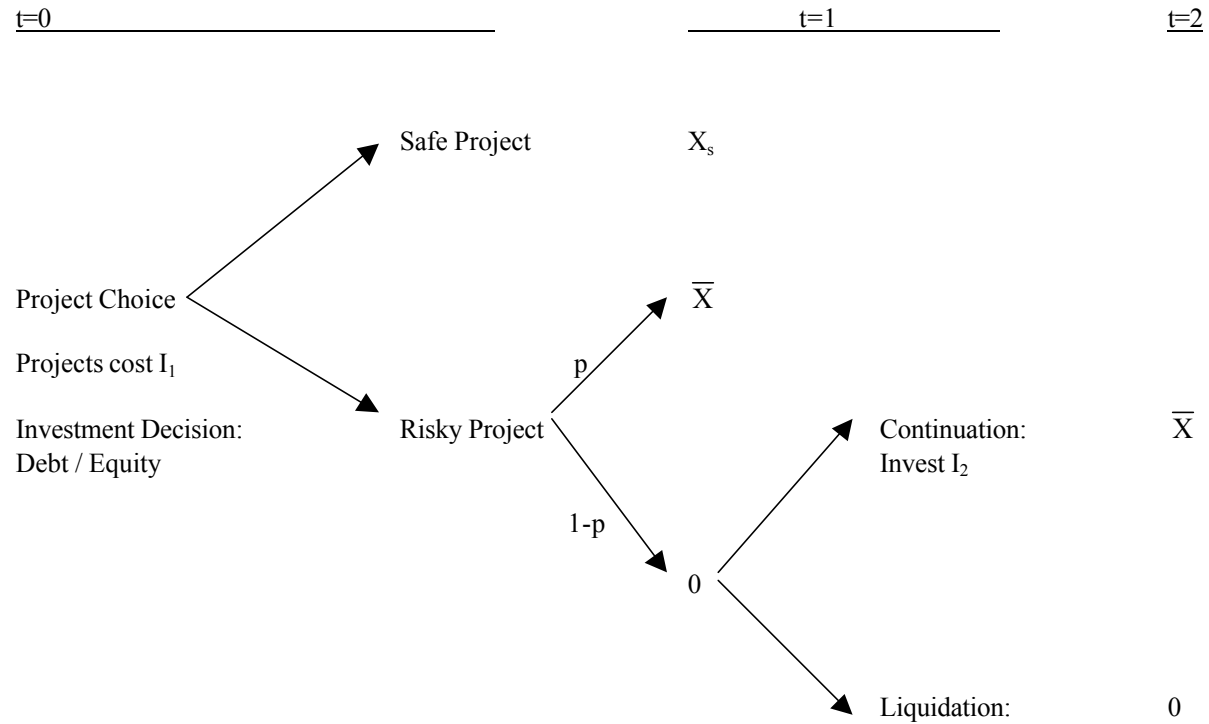 t=0 t=1 t=2
Safe Project Xₛ
Project Choice X̅
Projects cost I₁
p
Investment Decision: Risky Project Continuation: X̅
Debt / Equity Invest I₂
1-p
0
Liquidation: 0